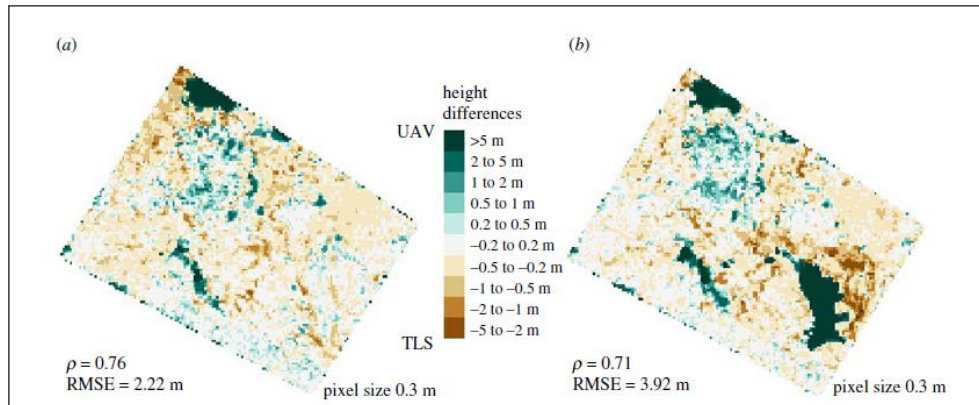 (a)
(b)
height
differences
UAV
>5 m
2 to 5 m
1 to 2 m
0.5 to 1 m
0.2 to 0.5 m
–0.2 to 0.2 m
–0.5 to –0.2 m
–1 to –0.5 m
–2 to –1 m
–5 to –2 m
TLS
ρ = 0.76
RMSE = 2.22 m
pixel size 0.3 m
ρ = 0.71
RMSE = 3.92 m
pixel size 0.3 m